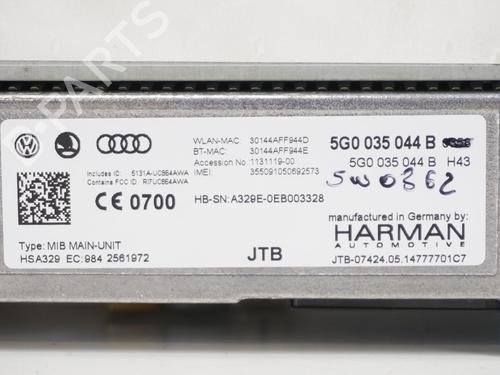 WLAN-MAC: 30144AFF944D
BT-MAC: 30144AFF944E
Accession No.: 1131119-00
IMEI: 355091050692573
Includes IC: 5131A-UC864AWA
Contains FCC ID: RI7UC864AWA
5G0 035 044 B
5G0 035 044 B H43
SW0862
CE 0700
HB-SN: A329E-0EB003328
manufactured in Germany by:
HARMAN
AUTOMOTIVE
Type: MIB MAIN-UNIT
HSA329 EC: 984 2561972
JTB
JTB-07424.05.14777701C7